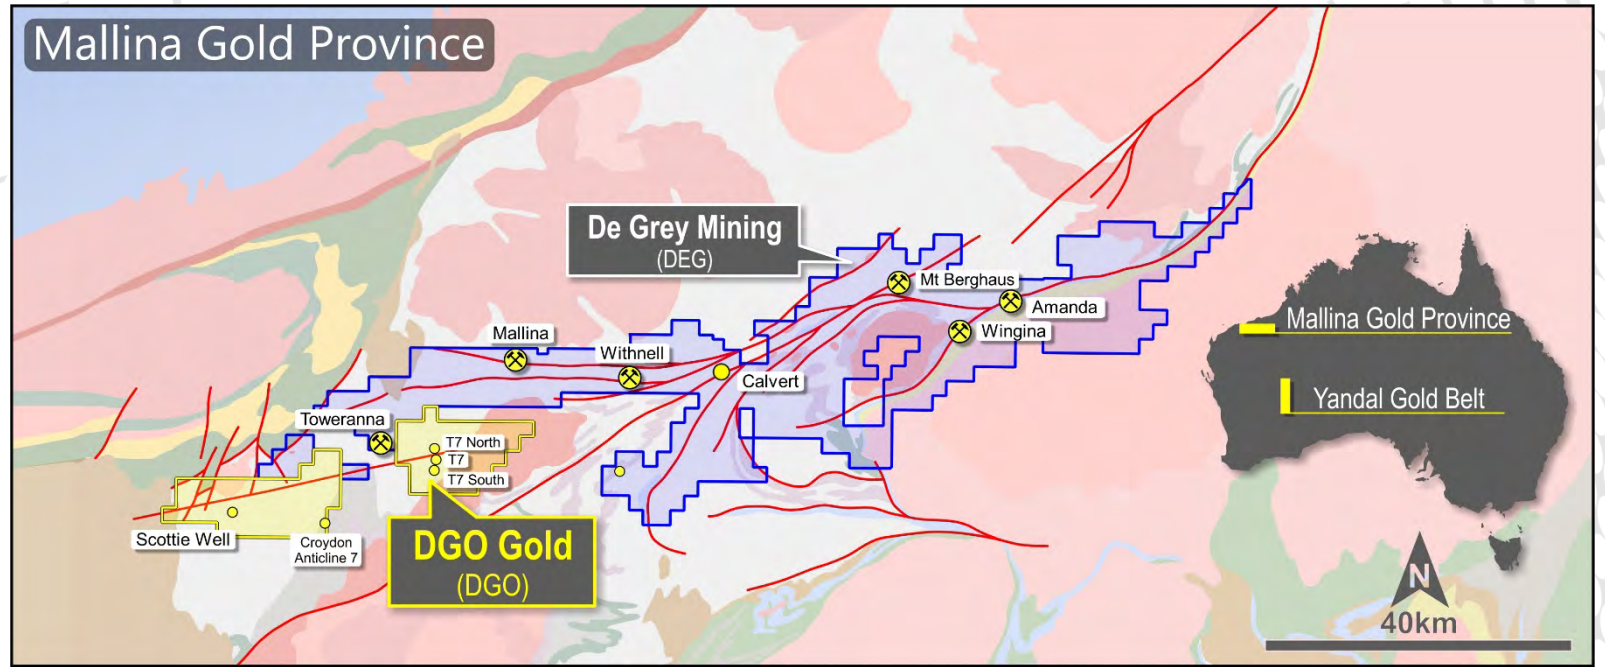 Mallina Gold Province
De Grey Mining
(DEG)
Mt Berghaus
Amanda
Wingina
Mallina
Withnell
Calvert
Toweranna
T7 North
T7
T7 South
Scottie Well
Croydon
Anticline 7
DGO Gold
(DGO)
Mallina Gold Province
Yandal Gold Belt
N
40km